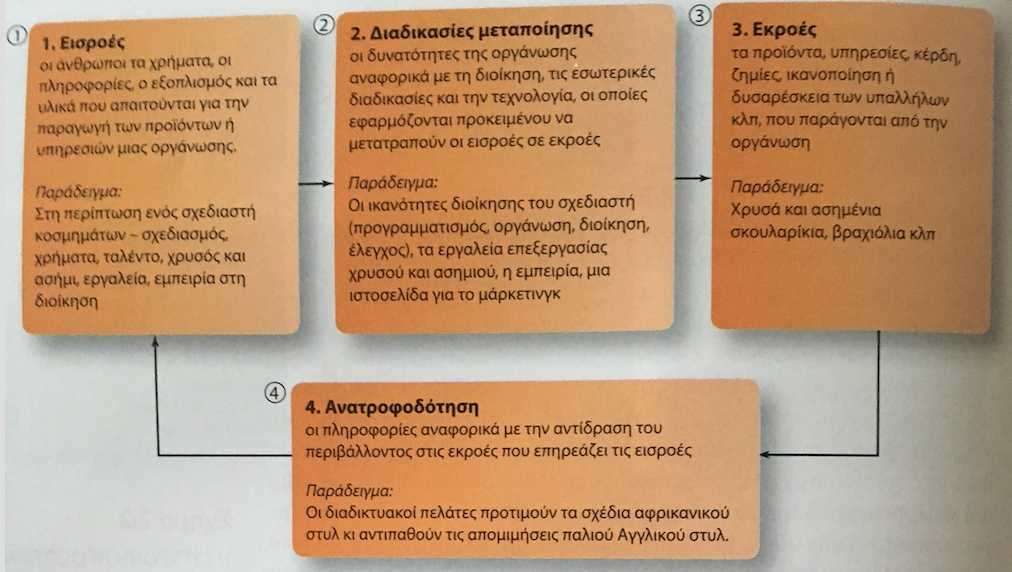 ①
1. Εισροές
οι άνθρωποι τα χρήματα, οι
πληροφορίες, ο εξοπλισμός και τα
υλικά που απαιτούνται για την
παραγωγή των προϊόντων ή
υπηρεσιών μιας οργάνωσης.
Παράδειγμα:
Στη περίπτωση ενός σχεδιαστή
κοσμημάτων – σχεδιασμός,
χρήματα, ταλέντο, χρυσός και
ασήμι, εργαλεία, εμπειρία στη
διοίκηση
②
2. Διαδικασίες μεταποίησης
οι δυνατότητες της οργάνωσης
αναφορικά με τη διοίκηση, τις εσωτερικές
διαδικασίες και την τεχνολογία, οι οποίες
εφαρμόζονται προκειμένου να
μετατραπούν οι εισροές σε εκροές
Παράδειγμα:
Οι ικανότητες διοίκησης του σχεδιαστή
(προγραμματισμός, οργάνωση, διοίκηση,
έλεγχος), τα εργαλεία επεξεργασίας
χρυσού και ασημιού, η εμπειρία, μια
ιστοσελίδα για το μάρκετινγκ
③
3. Εκροές
τα προϊόντα, υπηρεσίες, κέρδη,
ζημίες, ικανοποίηση ή
δυσαρέσκεια των υπαλλήλων
κλπ, που παράγονται από την
οργάνωση
Παράδειγμα:
Χρυσά και ασημένια
σκουλαρίκια, βραχιόλια κλπ
④
4. Ανατροφοδότηση
οι πληροφορίες αναφορικά με την αντίδραση του
περιβάλλοντος στις εκροές που επηρεάζει τις εισροές
Παράδειγμα:
Οι διαδικτυακοί πελάτες προτιμούν τα σχέδια αφρικανικού
στυλ κι αντιπαθούν τις απομιμήσεις παλιού Αγγλικού στυλ.